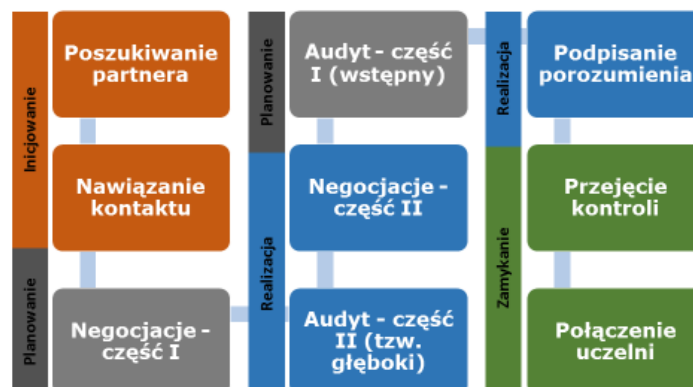 Inicjowanie
Poszukiwanie
partnera
Nawiązanie
kontaktu
Planowanie
Negocjacje -
część I
Planowanie
Audyt - część
I (wstępny)
Realizacja
Negocjacje -
część II
Audyt - część
II (tzw.
głęboki)
Realizacja
Podpisanie
porozumienia
Zamykanie
Przejęcie
kontroli
Połączenie
uczelni